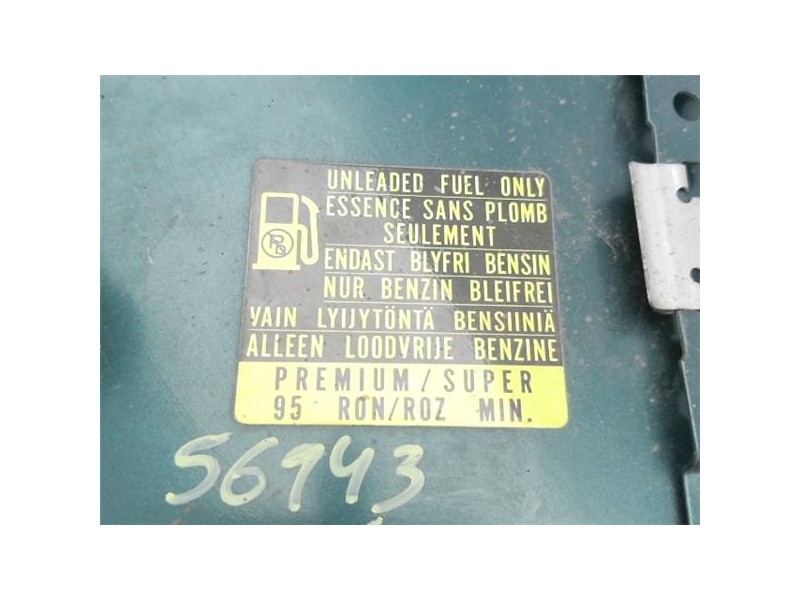 UNLEADED FUEL ONLY
ESSENCE SANS PLOMB
SEULEMENT
ENDAST BLYFRI BENSIN
NUR BENZIN BLEIFREI
VAIN LYIJYTÖNTÄ BENSIINIÄ
ALLEEN LOODVRIJE BENZINE
PREMIUM/SUPER
95 RON/ROZ MIN.
56943